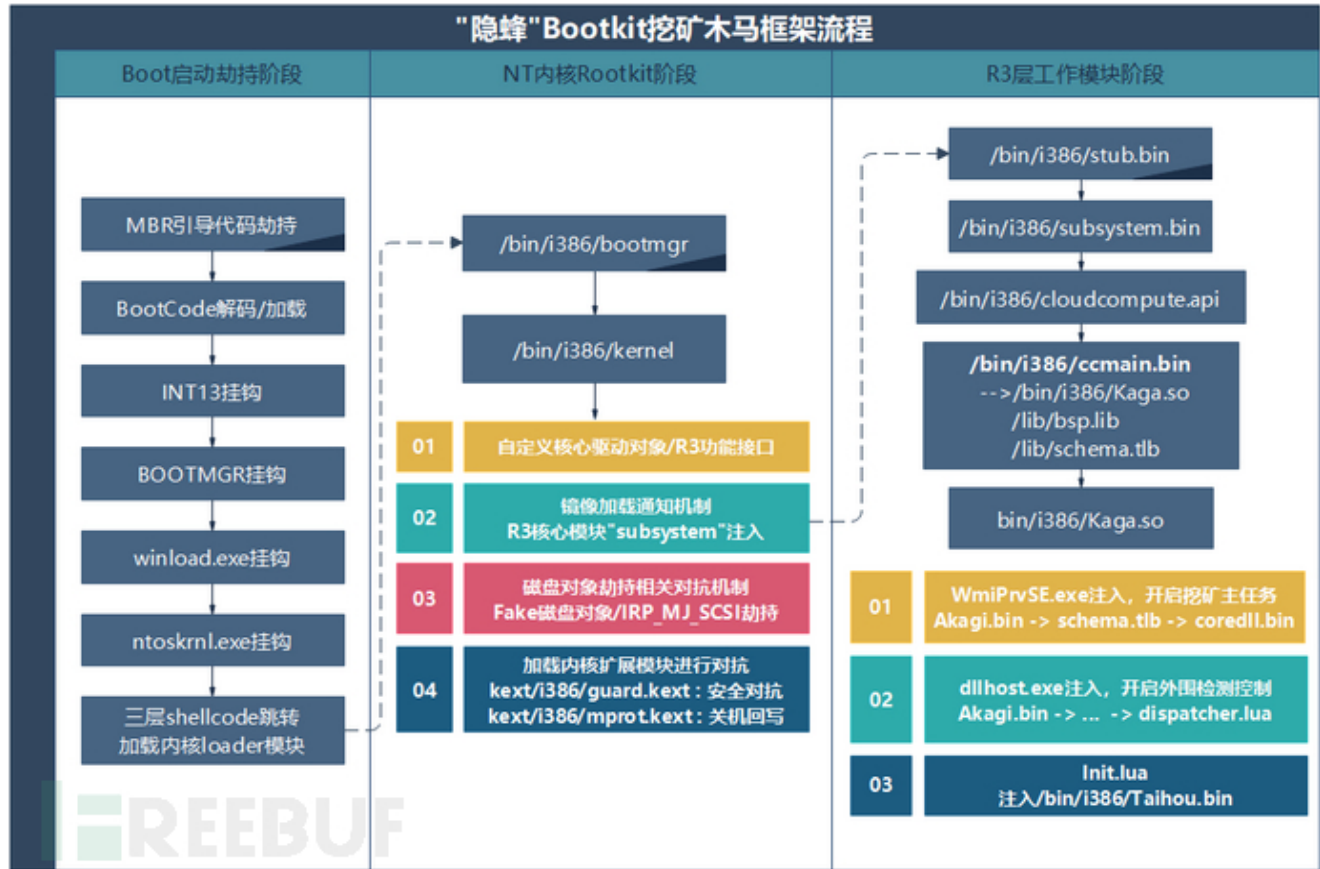 "隐蜂"Bootkit挖矿木马框架流程
Boot启动劫持阶段
MBR引导代码劫持
BootCode解码/加载
INT13挂钩
BOOTMGR挂钩
winload.exe挂钩
ntoskrnl.exe挂钩
三层shellcode跳转
加载内核loader模块
NT内核Rootkit阶段
/bin/i386/bootmgr
/bin/i386/kernel
01
自定义核心驱动对象/R3功能接口
02
镜像加载通知机制
R3核心模块"subsystem"注入
03
磁盘对象劫持相关对抗机制
Fake磁盘对象/IRP_MJ_SCSI劫持
04
加载内核扩展模块进行对抗
kext/i386/guard.kext：安全对抗
kext/i386/mprot.kext：关机回写
R3层工作模块阶段
/bin/i386/stub.bin
/bin/i386/subsystem.bin
/bin/i386/cloudcompute.api
/bin/i386/ccmain.bin
-->/bin/i386/Kaga.so
/lib/bsp.lib
/lib/schema.tlb
bin/i386/Kaga.so
01
WmiPrvSE.exe注入，开启挖矿主任务
Akagi.bin -> schema.tlb -> coredll.bin
02
dllhost.exe注入，开启外围检测控制
Akagi.bin -> ... -> dispatcher.lua
03
Init.lua
注入/bin/i386/Taihou.bin
FREEBUF